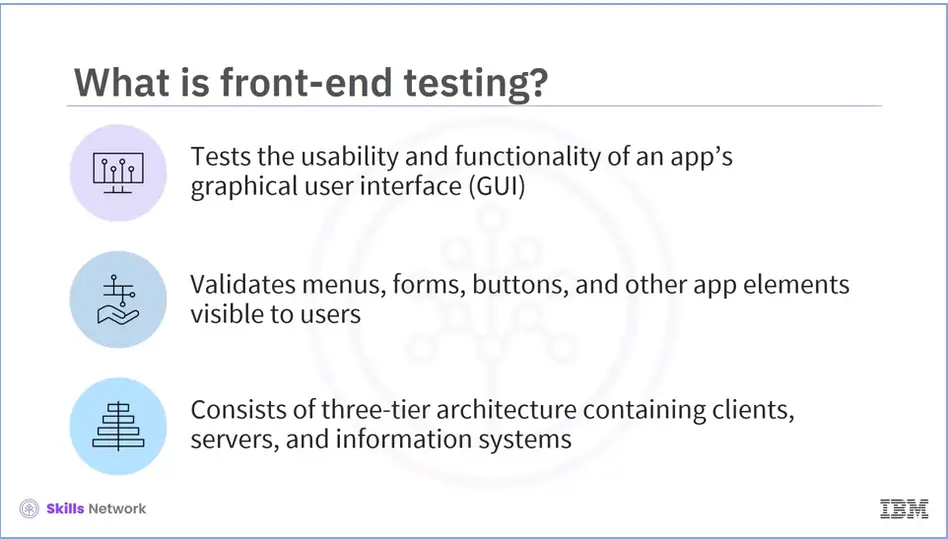 What is front-end testing?
Tests the usability and functionality of an app’s
graphical user interface (GUI)
Validates menus, forms, buttons, and other app elements
visible to users
Consists of three-tier architecture containing clients,
servers, and information systems
Skills Network
IBM